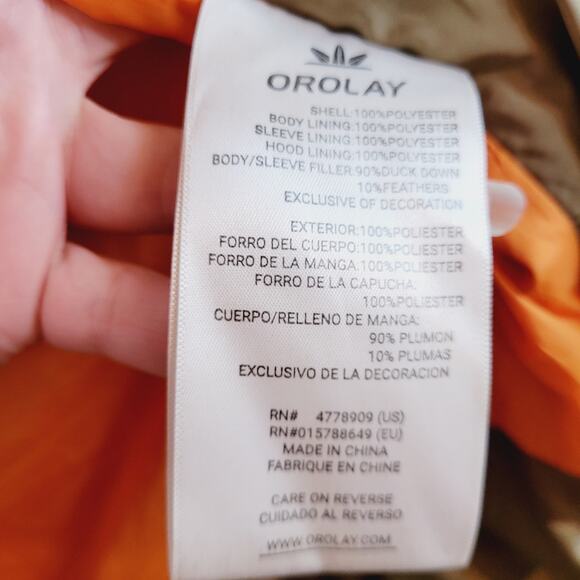 OROLAY
SHELL:100%POLYESTER
BODY LINING:100%POLYESTER
SLEEVE LINING:100%POLYESTER
HOOD LINING:100%POLYESTER
BODY/SLEEVE FILLER:90%DUCK DOWN
10%FEATHERS
EXCLUSIVE OF DECORATION
EXTERIOR:100%POLIESTER
FORRO DEL CUERPO:100%POLIESTER
FORRO DE LA MANGA:100%POLIESTER
FORRO DE LA CAPUCHA:
100%POLIESTER
CUERPO/RELLENO DE MANGA:
90% PLUMON
10% PLUMAS
EXCLUSIVO DE LA DECORACION
RN# 4778909 (US)
RN#015788649 (EU)
MADE IN CHINA
FABRIQUE EN CHINE
CARE ON REVERSE
CUIDADO AL REVERSO
WWW.OROLAY.COM